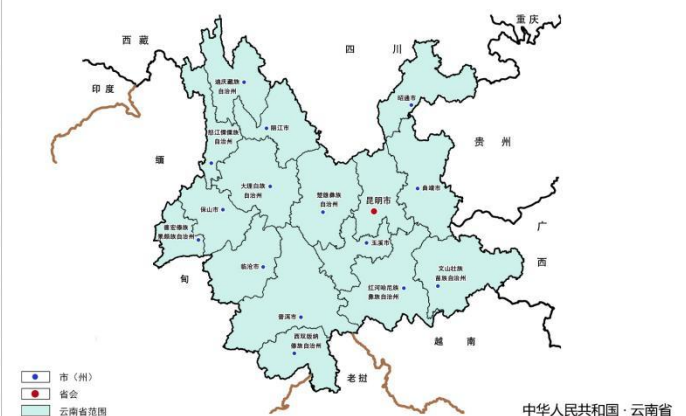 重庆
西藏
四川
印度
迪庆藏族
自治州
昭通市
丽江市
怒江傈僳族
自治州
贵州
缅
大理白族
自治州
楚雄彝族
自治州
昆明市
曲靖市
保山市
德宏傣族
景颇族自治州
广
玉溪市
西
临沧市
文山壮族
苗族自治州
甸
红河哈尼族
彝族自治州
普洱市
西双版纳
傣族自治州
越南
老挝
市（州）
省会
云南省范围
中华人民共和国·云南省